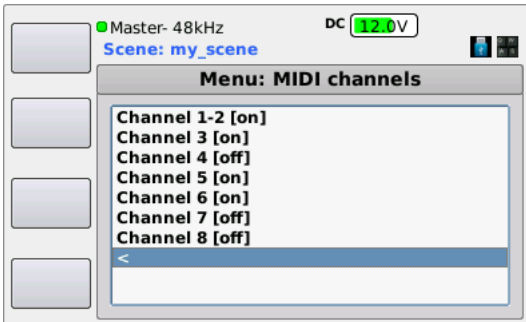 Master- 48kHz
DC 12.0V
Scene: my_scene
Menu: MIDI channels
Channel 1-2 [on]
Channel 3 [on]
Channel 4 [off]
Channel 5 [on]
Channel 6 [on]
Channel 7 [off]
Channel 8 [off]
<